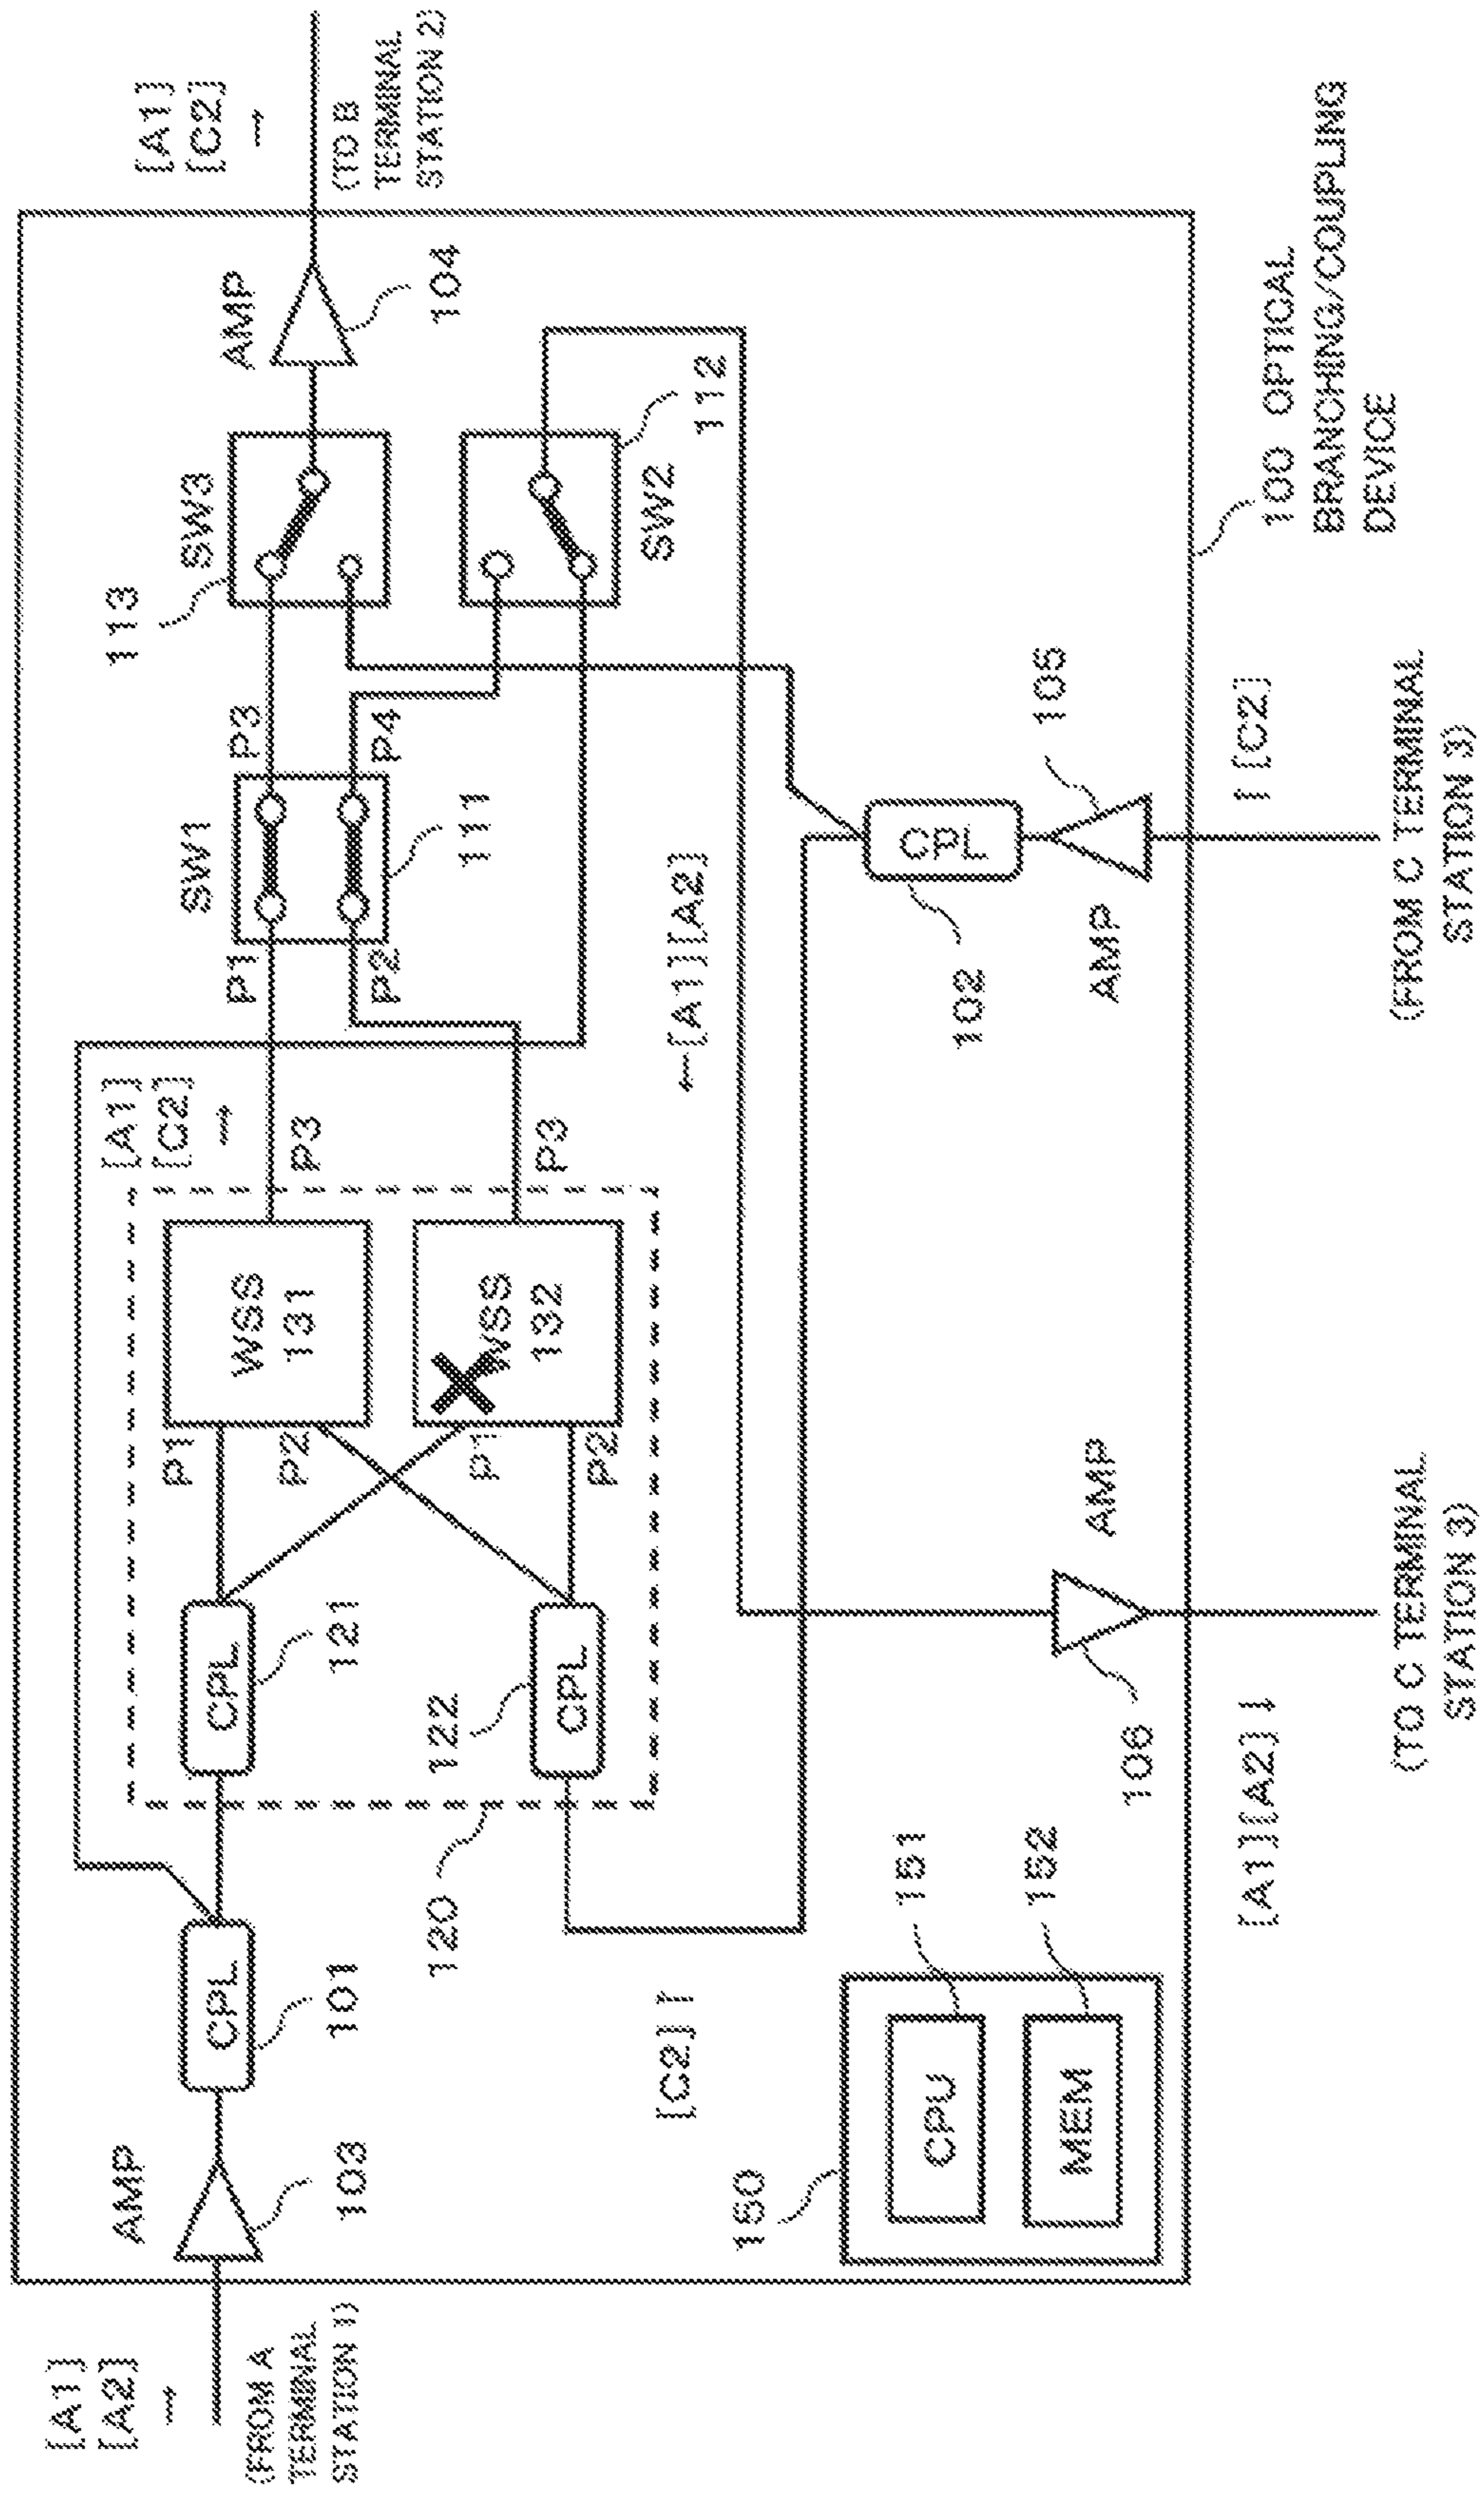 [A1]
[A2]
→
(FROM A
TERMINAL
STATION 1)
AMP
103
CPL
101
120
CPL
121
122
CPL
P1
P2
P1
P2
WSS
131
WSS
132
[A1]
[C2]
→
P3
P3
SW1
P1
P2
P3
P4
111
113
SW3
SW2
112
AMP
104
[A1]
[C2]
→
(TO B
TERMINAL
STATION 2)
[C2] ↑
←[A1][A2]
150
CPU
151
MEM
152
AMP
106
[A1][A2] ↓
(TO C TERMINAL
STATION 3)
CPL
102
AMP
105
↑ [C2]
(FROM C TERMINAL
STATION 3)
100 OPTICAL
BRANCHING/COUPLING
DEVICE